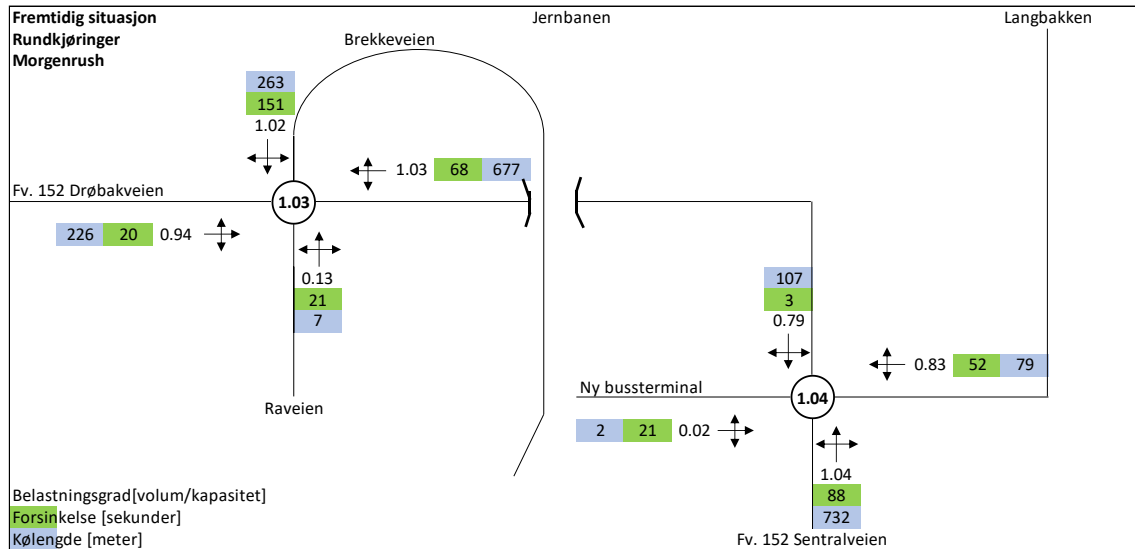 Fremtidig situasjon
Rundkjøringer
Morgenrush
Jernbanen
Langbakken
Brekkeveien
263
151
1.02
1.03 68 677
Fv. 152 Drøbakveien
1.03
226 20 0.94
0.13
21
7
Raveien
107
3
0.79
0.83 52 79
Ny bussterminal
1.04
2 21 0.02
1.04
88
732
Fv. 152 Sentralveien
Belastningsgrad[volum/kapasitet]
Forsinkelse [sekunder]
Kølengde [meter]